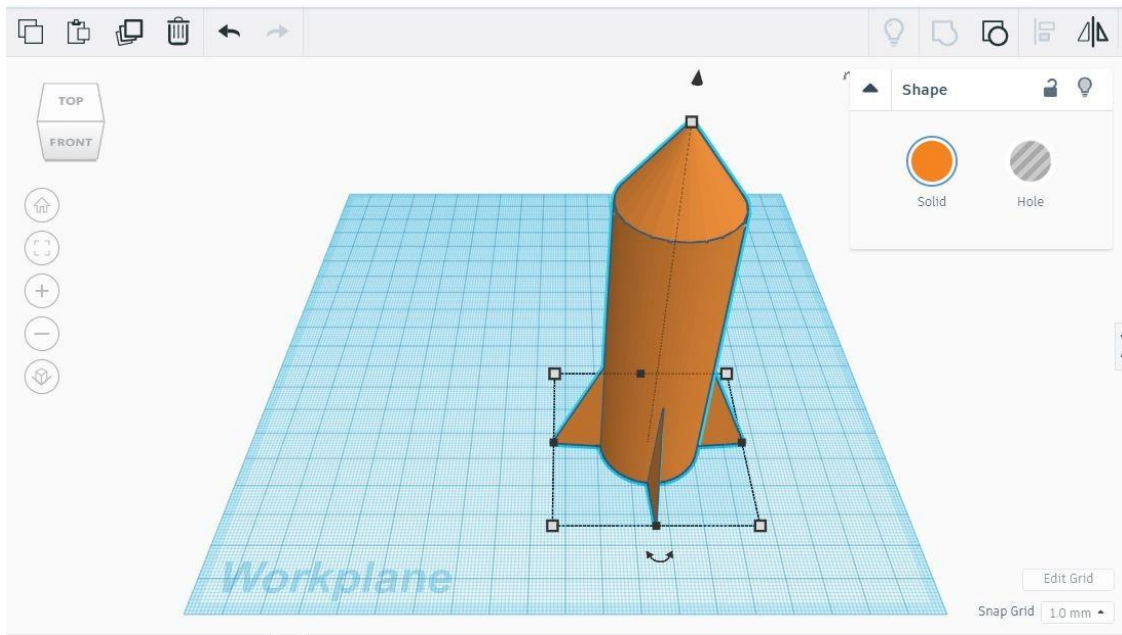 TOP
FRONT
Shape
Solid
Hole
Workplane
Edit Grid
Snap Grid 1.0 mm